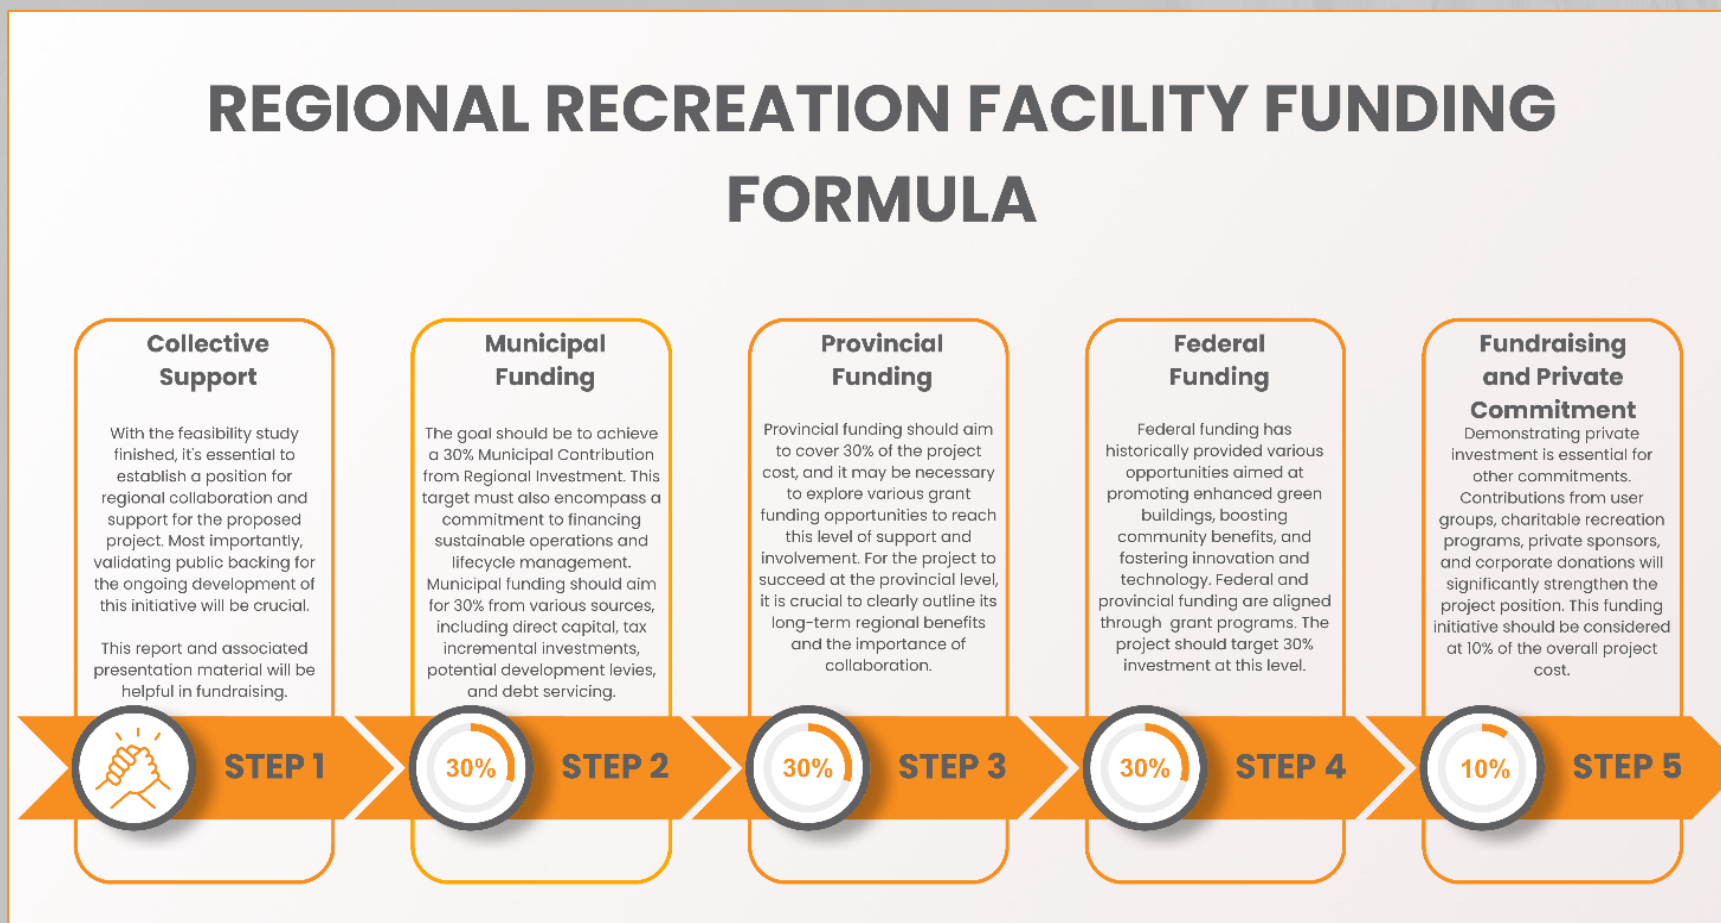 REGIONAL RECREATION FACILITY FUNDING
FORMULA
Collective
Support
With the feasibility study
finished, it's essential to
establish a position for
regional collaboration and
support for the proposed
project. Most importantly,
validating public backing for
the ongoing development of
this initiative will be crucial.
This report and associated
presentation material will be
helpful in fundraising.
STEP 1
Municipal
Funding
The goal should be to achieve
a 30% Municipal Contribution
from Regional Investment. This
target must also encompass a
commitment to financing
sustainable operations and
lifecycle management.
Municipal funding should aim
for 30% from various sources,
including direct capital, tax
incremental investments,
potential development levies,
and debt servicing.
30%
STEP 2
Provincial
Funding
Provincial funding should aim
to cover 30% of the project
cost, and it may be necessary
to explore various grant
funding opportunities to reach
this level of support and
involvement. For the project to
succeed at the provincial level,
it is crucial to clearly outline its
long-term regional benefits
and the importance of
collaboration.
30%
STEP 3
Federal
Funding
Federal funding has
historically provided various
opportunities aimed at
promoting enhanced green
buildings, boosting
community benefits, and
fostering innovation and
technology. Federal and
provincial funding are aligned
through grant programs. The
project should target 30%
investment at this level.
30%
STEP 4
Fundraising
and Private
Commitment
Demonstrating private
investment is essential for
other commitments.
Contributions from user
groups, charitable recreation
programs, private sponsors,
and corporate donations will
significantly strengthen the
project position. This funding
initiative should be considered
at 10% of the overall project
cost.
10%
STEP 5